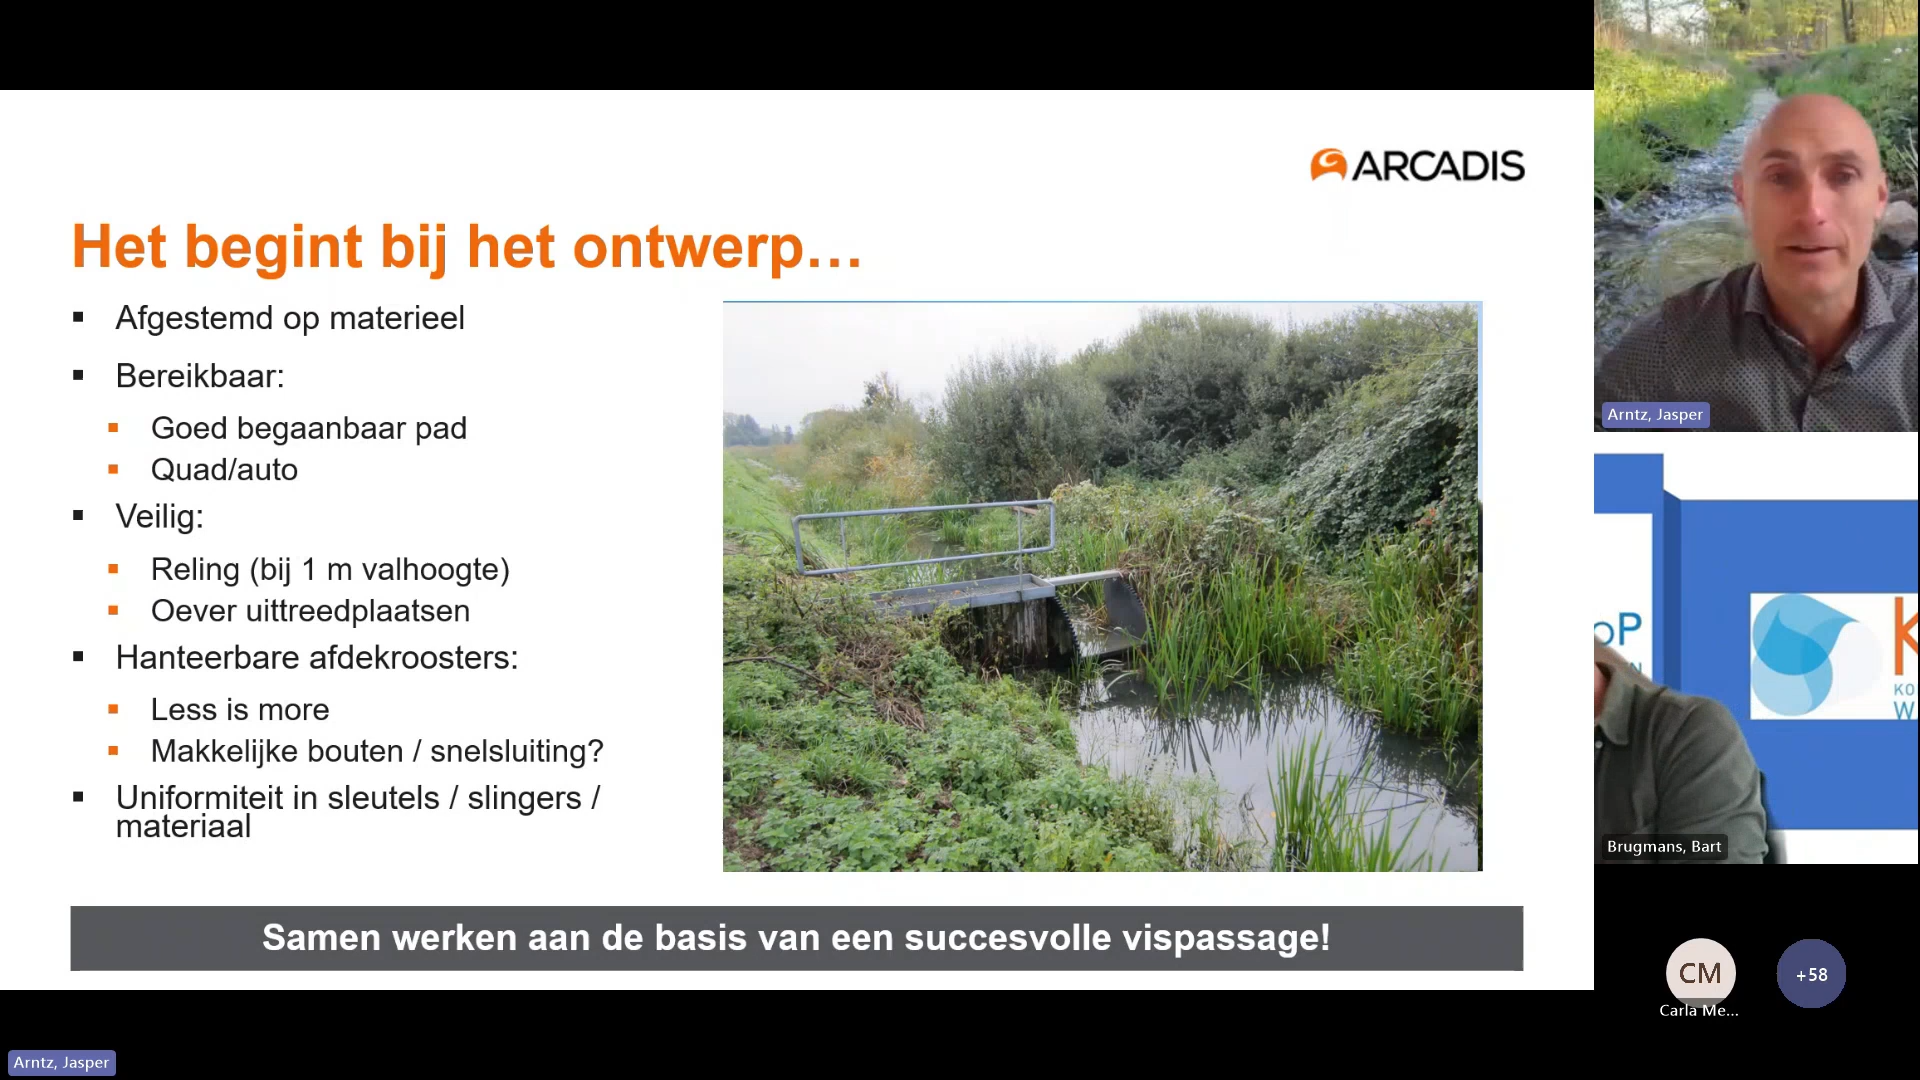 ARCADIS
Het begint bij het ontwerp…
▪ Afgestemd op materieel
▪ Bereikbaar:
▪ Goed begaanbaar pad
▪ Quad/auto
▪ Veilig:
▪ Reling (bij 1 m valhoogte)
▪ Oever uittreedplaatsen
▪ Hanteerbare afdekroosters:
▪ Less is more
▪ Makkelijke bouten / snelsluiting?
▪ Uniformiteit in sleutels / slingers /
materiaal
Samen werken aan de basis van een succesvolle vispassage!
Arntz, Jasper
oP
N
K
KO
W
Brugmans, Bart
CM
+58
Carla Me...
Arntz, Jasper